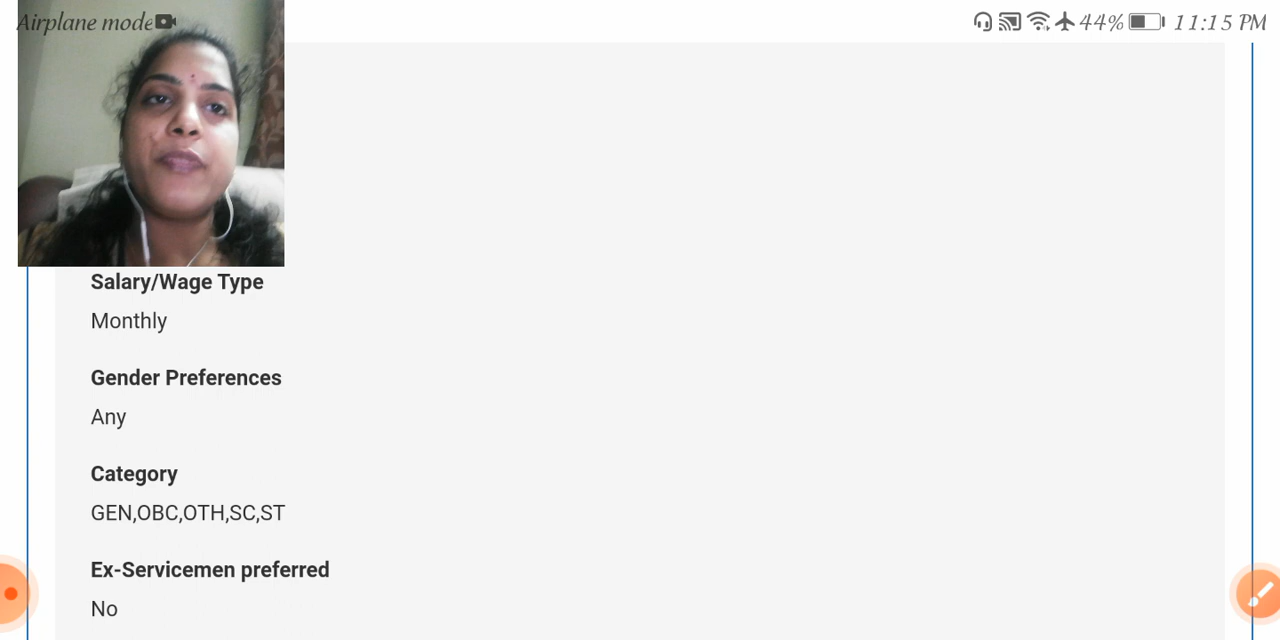 Airplane mode 44% 11:15 PM
Salary/Wage Type
Monthly
Gender Preferences
Any
Category
GEN,OBC,OTH,SC,ST
Ex-Servicemen preferred
No